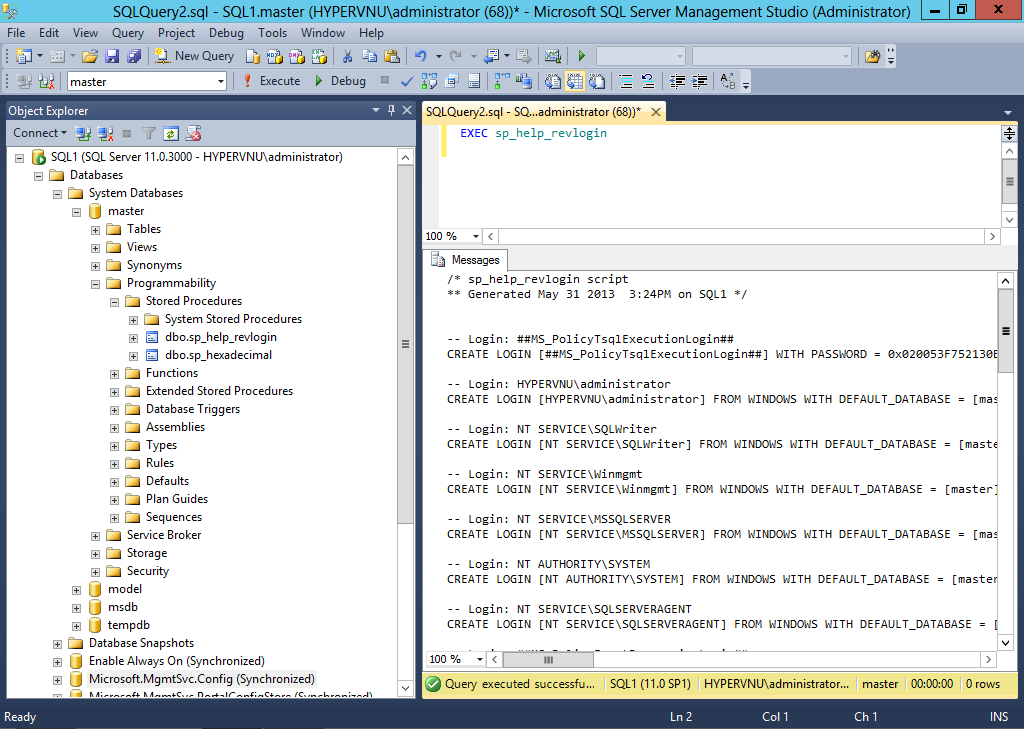 SQLQuery2.sql - SQL1.master (HYPERVNU\administrator (68))* - Microsoft SQL Server Management Studio (Administrator)
File Edit View Query Project Debug Tools Window Help
New Query
master
Execute
Debug
Object Explorer
Connect
SQL1 (SQL Server 11.0.3000 - HYPERVNU\administrator)
Databases
System Databases
master
Tables
Views
Synonyms
Programmability
Stored Procedures
System Stored Procedures
dbo.sp_help_revlogin
dbo.sp_hexadecimal
Functions
Extended Stored Procedures
Database Triggers
Assemblies
Types
Rules
Defaults
Plan Guides
Sequences
Service Broker
Storage
Security
model
msdb
tempdb
Database Snapshots
Enable Always On (Synchronized)
Microsoft.MgmtSvc.Config (Synchronized)
Microsoft.MgmtSvc.PortalConfigStore (Synchronized)
SQLQuery2.sql - SQ...administrator (68))*
EXEC sp_help_revlogin
100 %
Messages
/* sp_help_revlogin script
** Generated May 31 2013  3:24PM on SQL1 */
-- Login: ##MS_PolicyTsqlExecutionLogin##
CREATE LOGIN [##MS_PolicyTsqlExecutionLogin##] WITH PASSWORD = 0x020053F752130
-- Login: HYPERVNU\administrator
CREATE LOGIN [HYPERVNU\administrator] FROM WINDOWS WITH DEFAULT_DATABASE = [mas
-- Login: NT SERVICE\SQLWriter
CREATE LOGIN [NT SERVICE\SQLWriter] FROM WINDOWS WITH DEFAULT_DATABASE = [maste
-- Login: NT SERVICE\Winmgmt
CREATE LOGIN [NT SERVICE\Winmgmt] FROM WINDOWS WITH DEFAULT_DATABASE = [master]
-- Login: NT SERVICE\MSSQLSERVER
CREATE LOGIN [NT SERVICE\MSSQLSERVER] FROM WINDOWS WITH DEFAULT_DATABASE = [mas
-- Login: NT AUTHORITY\SYSTEM
CREATE LOGIN [NT AUTHORITY\SYSTEM] FROM WINDOWS WITH DEFAULT_DATABASE = [master
-- Login: NT SERVICE\SQLSERVERAGENT
CREATE LOGIN [NT SERVICE\SQLSERVERAGENT] FROM WINDOWS WITH DEFAULT_DATABASE = [
100 %
Query executed successfu... SQL1 (11.0 SP1) HYPERVNU\administrator... master 00:00:00 0 rows
Ready Ln 2 Col 1 Ch 1 INS